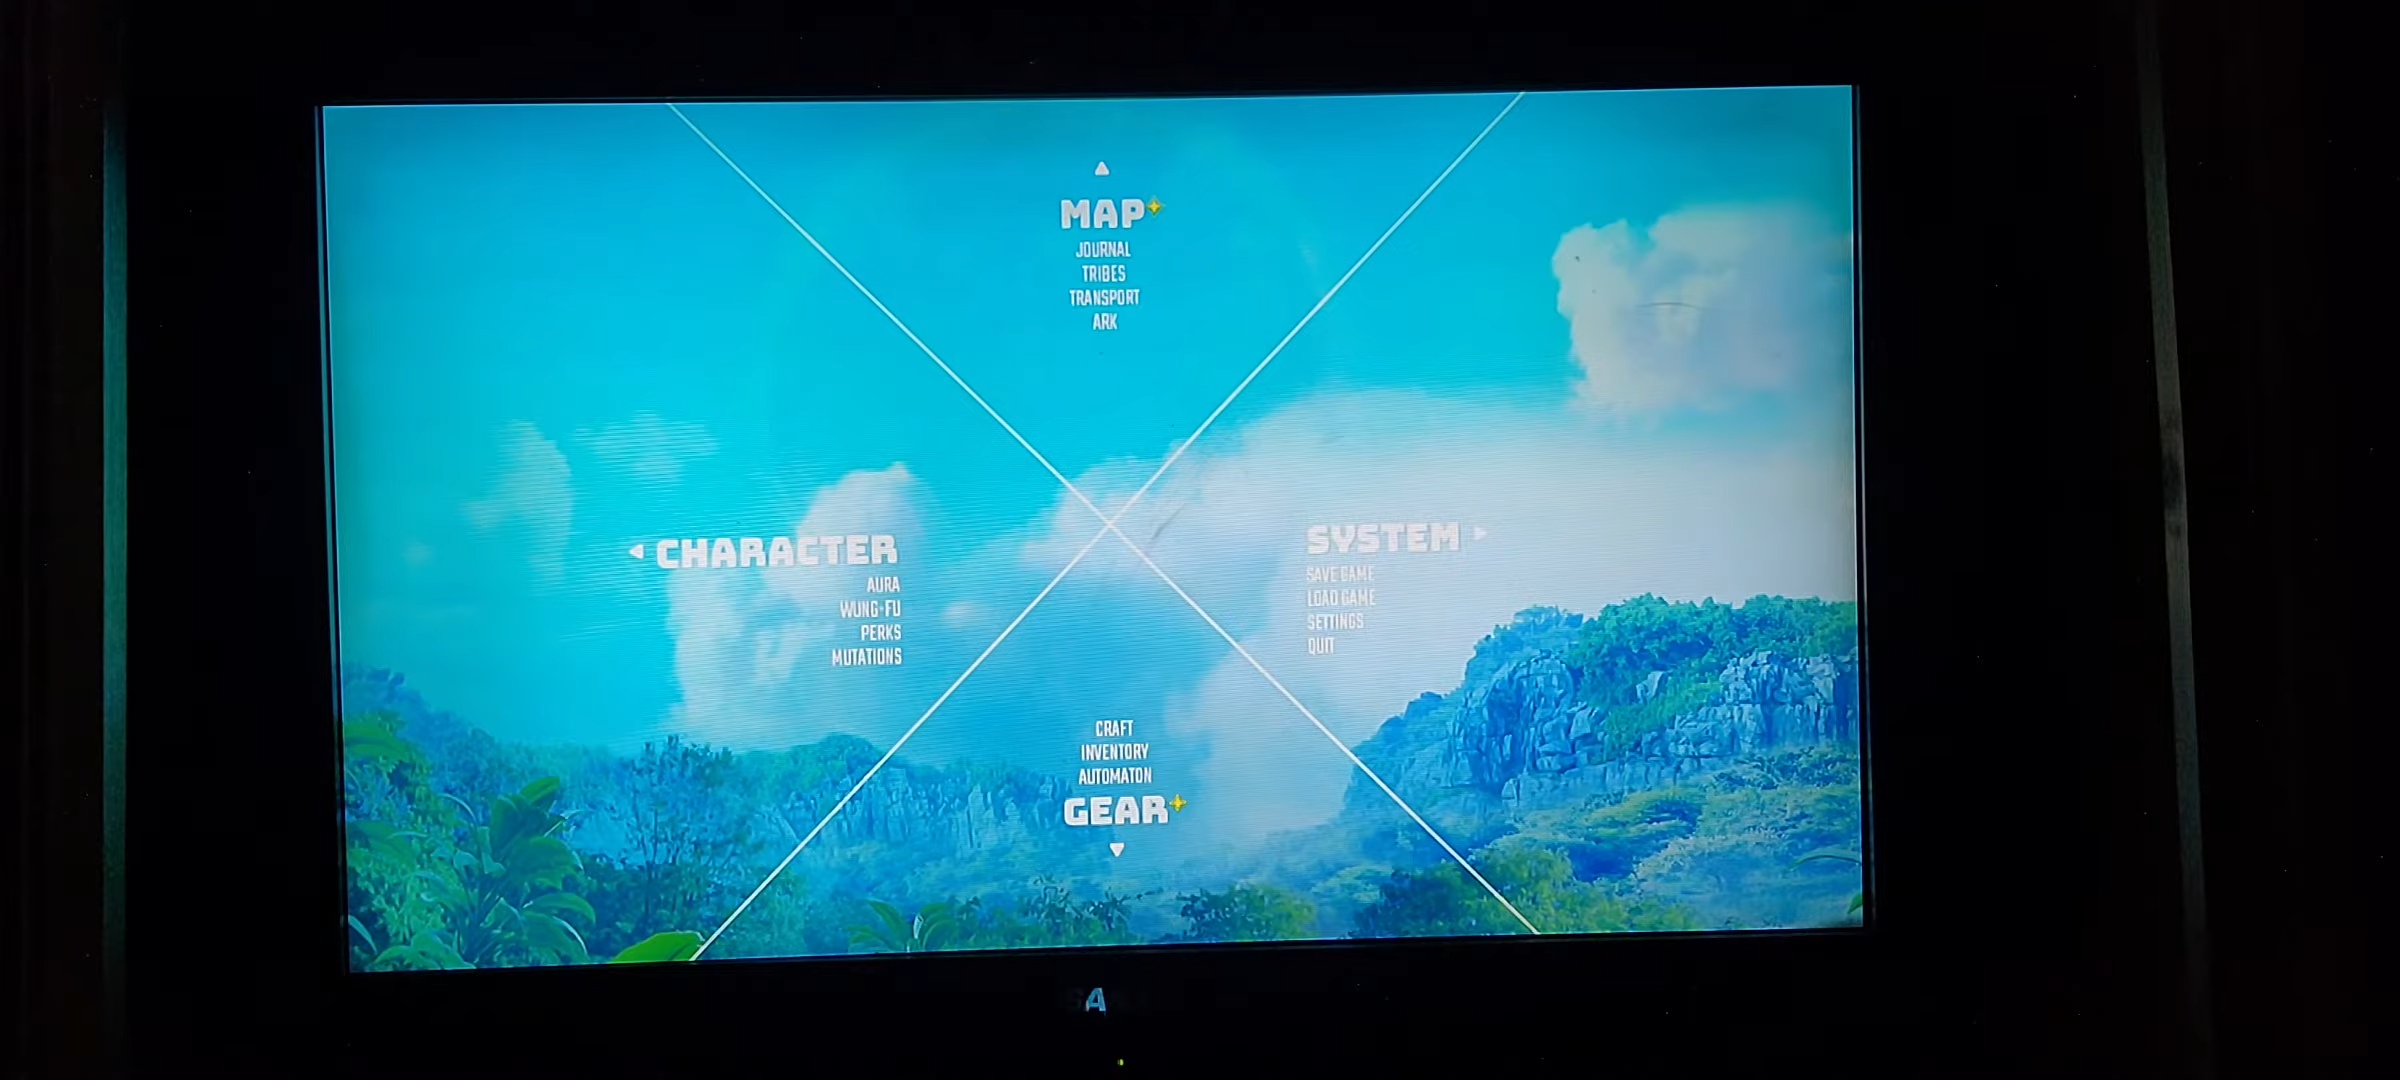 MAP
JOURNAL
TRIBES
TRANSPORT
ARK
CHARACTER
AURA
WUNG-FU
PERKS
MUTATIONS
SYSTEM
SAVE GAME
LOAD GAME
SETTINGS
QUIT
CRAFT
INVENTORY
AUTOMATON
GEAR